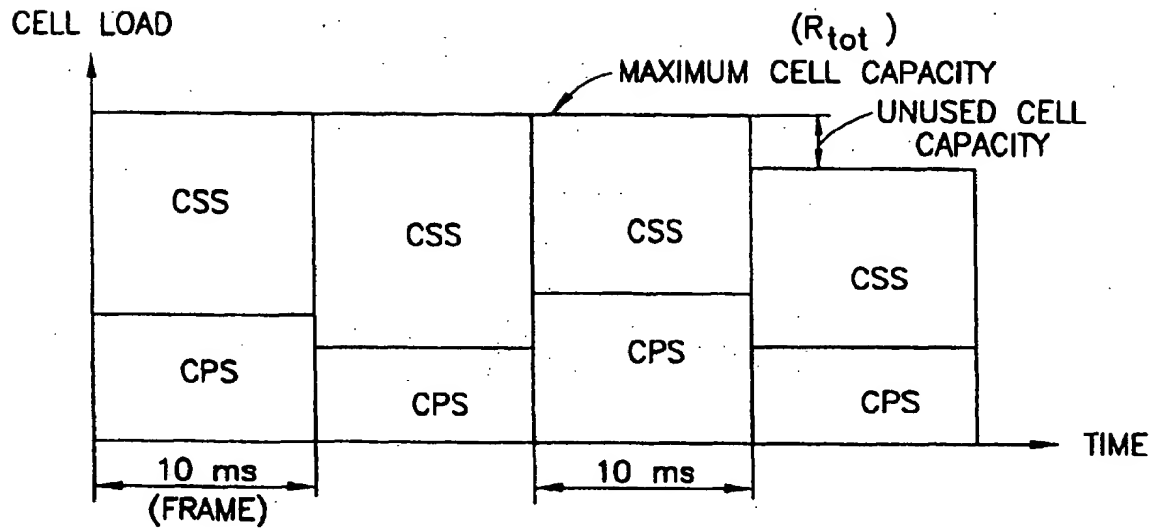 CELL LOAD
(Rtot)
MAXIMUM CELL CAPACITY
UNUSED CELL
CAPACITY
CSS
CSS
CSS
CSS
CPS
CPS
CPS
CPS
TIME
10 ms
(FRAME)
10 ms